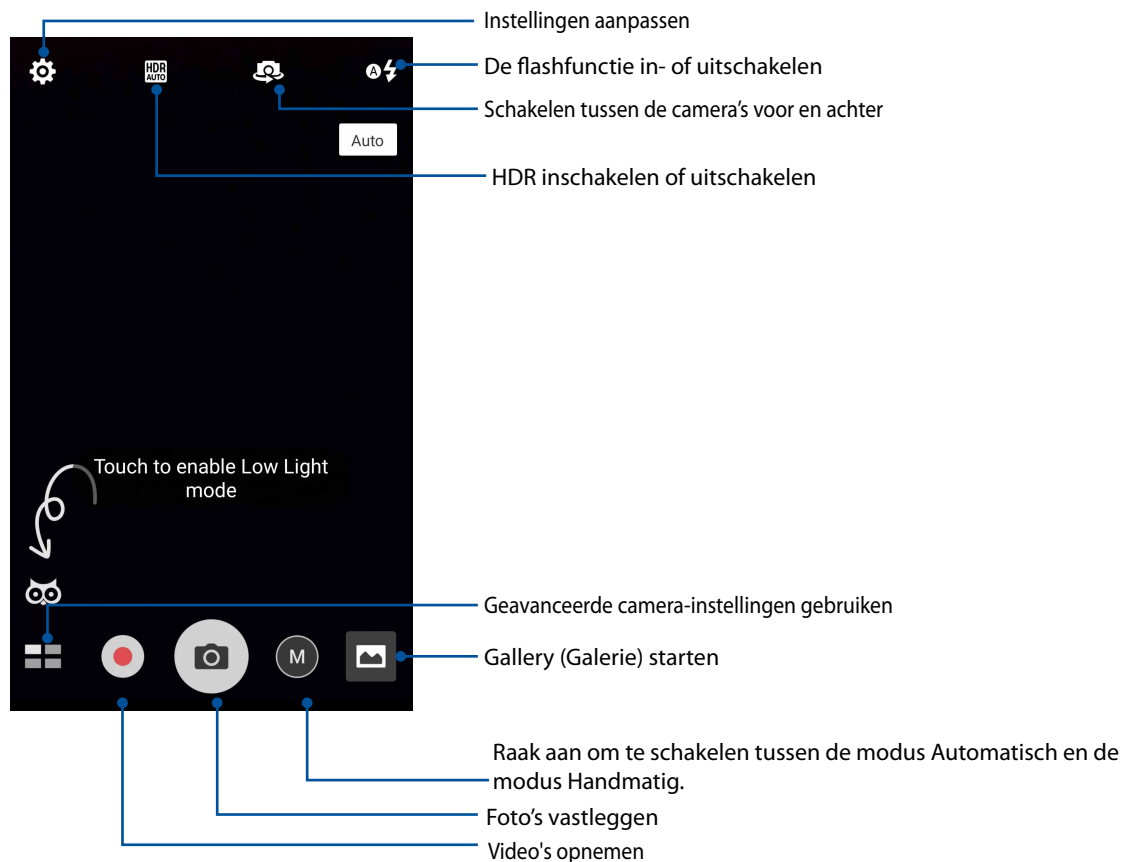 Instellingen aanpassen
De flashfunctie in- of uitschakelen
HDR
AUTO
A
Schakelen tussen de camera’s voor en achter
Auto
HDR inschakelen of uitschakelen
Touch to enable Low Light
mode
Geavanceerde camera-instellingen gebruiken
M
Gallery (Galerie) starten
Raak aan om te schakelen tussen de modus Automatisch en de
modus Handmatig.
Foto’s vastleggen
Video's opnemen